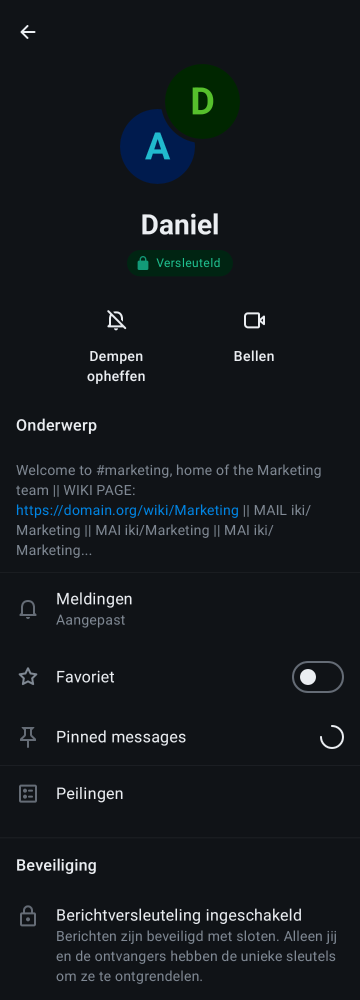 D
A
Daniel
Versleuteld
Dempen
opheffen
Bellen
Onderwerp
Welcome to #marketing, home of the Marketing
team || WIKI PAGE:
https://domain.org/wiki/Marketing || MAIL iki/
Marketing || MAI iki/Marketing || MAI iki/
Marketing...
Meldingen
Aangepast
Favoriet
Pinned messages
Peilingen
Beveiliging
Berichtversleuteling ingeschakeld
Berichten zijn beveiligd met sloten. Alleen jij
en de ontvangers hebben de unieke sleutels
om ze te ontgrendelen.